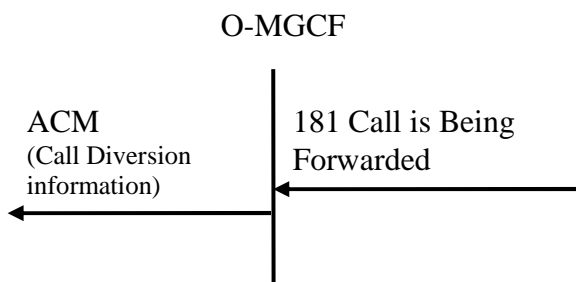 O-MGCF
ACM
(Call Diversion
information)
181 Call is Being
Forwarded